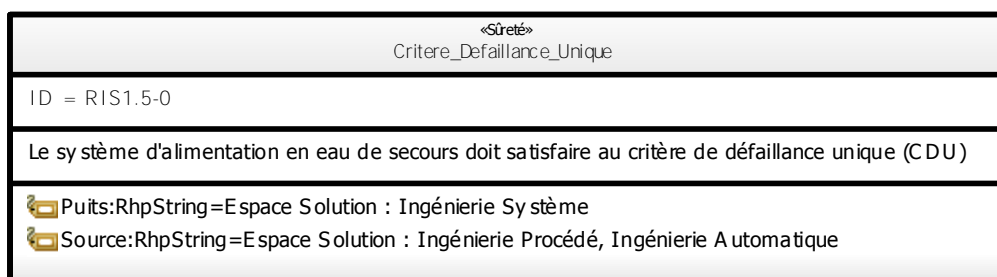 «Sûreté»
Critere_Defaillance_Unique
ID = RIS1.5-0
Le système d'alimentation en eau de secours doit satisfaire au critère de défaillance unique (CDU)
Puits:RhpString=Espace Solution : Ingénierie Système
Source:RhpString=Espace Solution : Ingénierie Procédé, Ingénierie Automatique